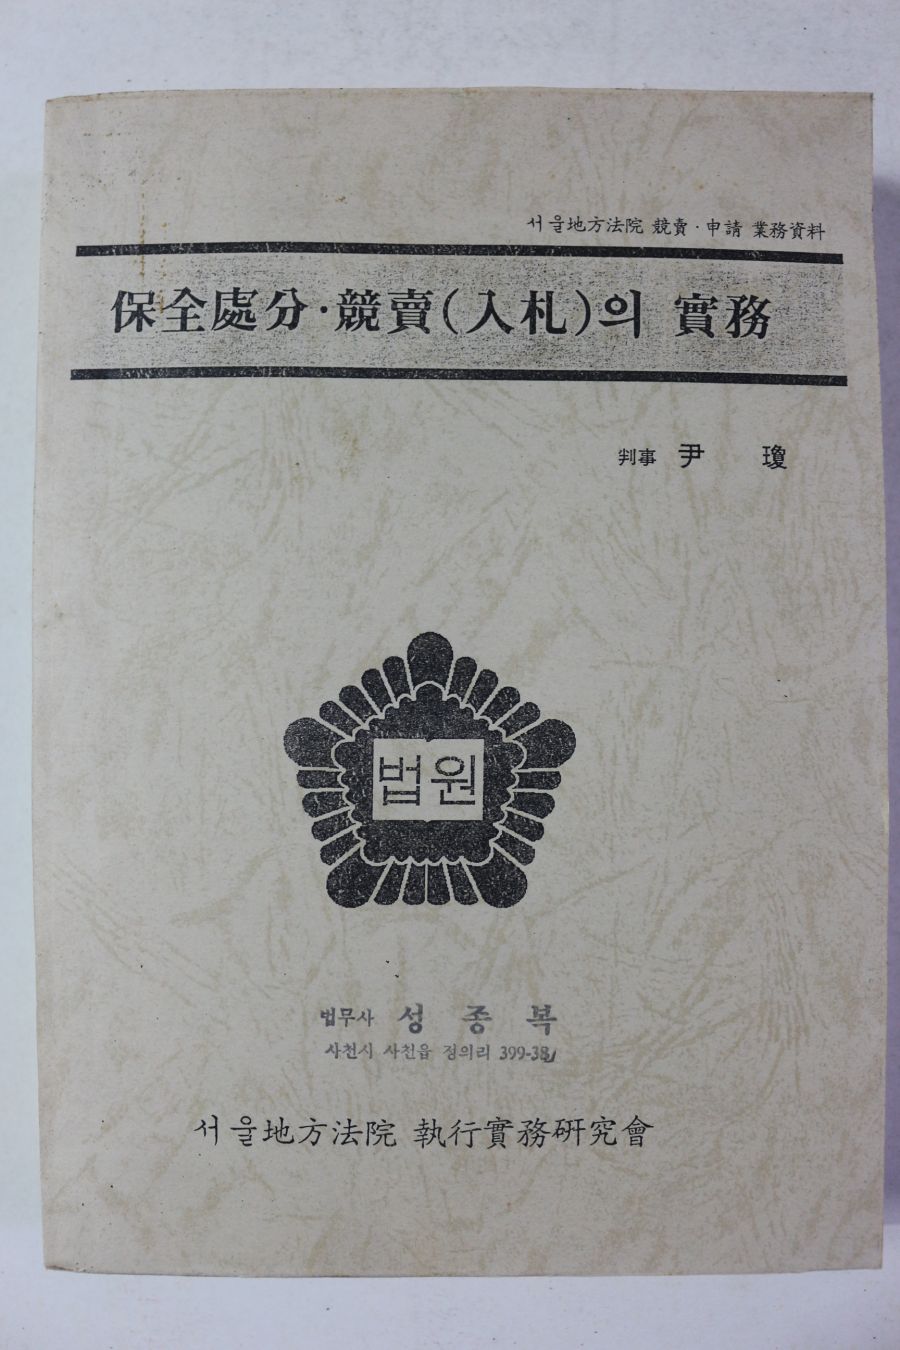 서울地方法院 競賣·申請 業務資料
保全處分·競賣(入札)의 實務
判事 尹 瓊
법원
법무사 성 종 복
사천시 사천읍 정의리 399-38
서울地方法院 執行實務硏究會